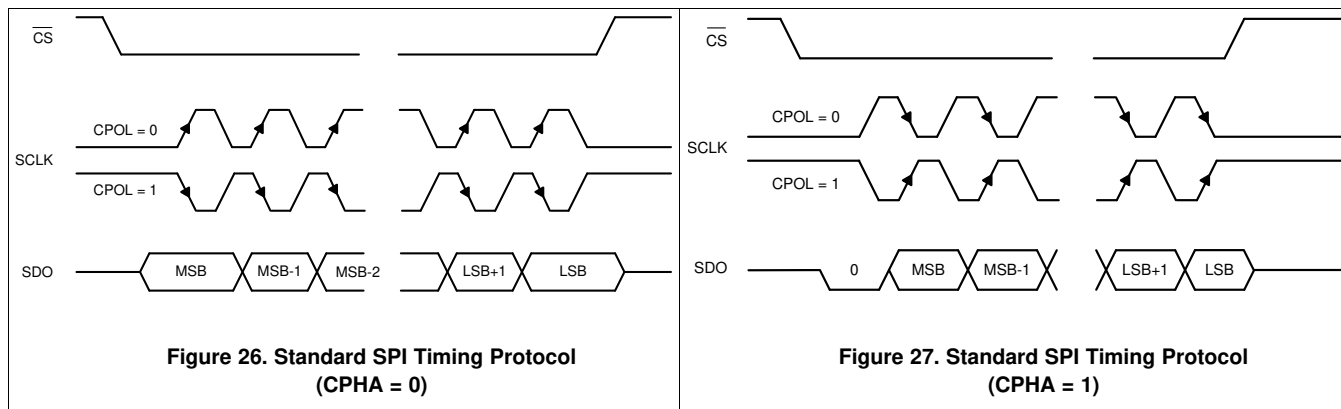 CS
CPOL = 0
SCLK
CPOL = 1
SDO
MSB
MSB-1
MSB-2
LSB+1
LSB
Figure 26. Standard SPI Timing Protocol
(CPHA = 0)
CS
CPOL = 0
SCLK
CPOL = 1
SDO
0
MSB
MSB-1
LSB+1
LSB
Figure 27. Standard SPI Timing Protocol
(CPHA = 1)